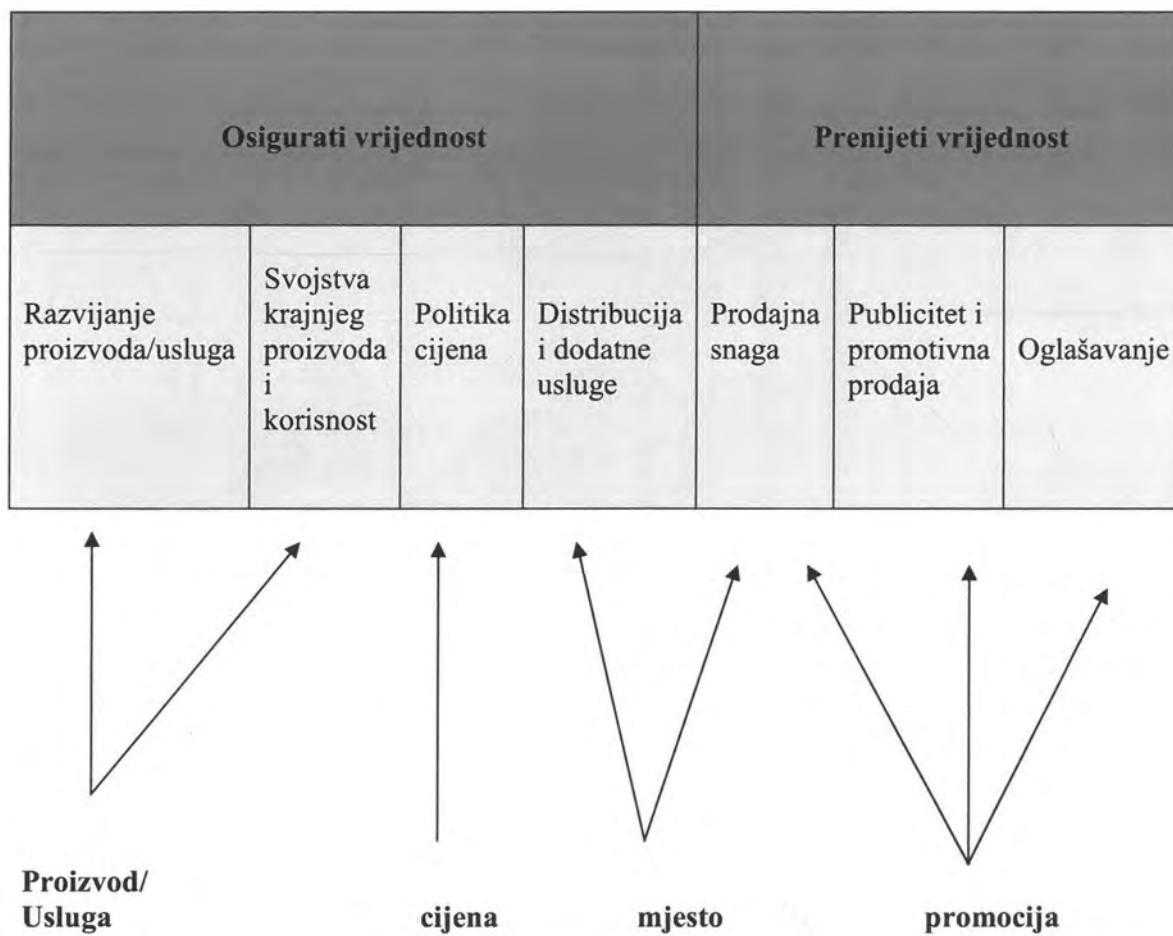 Osigurati vrijednost
Prenijeti vrijednost
Razvijanje
proizvoda/usluga
Svojstva
krajnjeg
proizvoda
i
korisnost
Politika
cijena
Distribucija
i dodatne
usluge
Prodajna
snaga
Publicitet i
promotivna
prodaja
Oglašavanje
Proizvod/
Usluga
cijena
mjesto
promocija